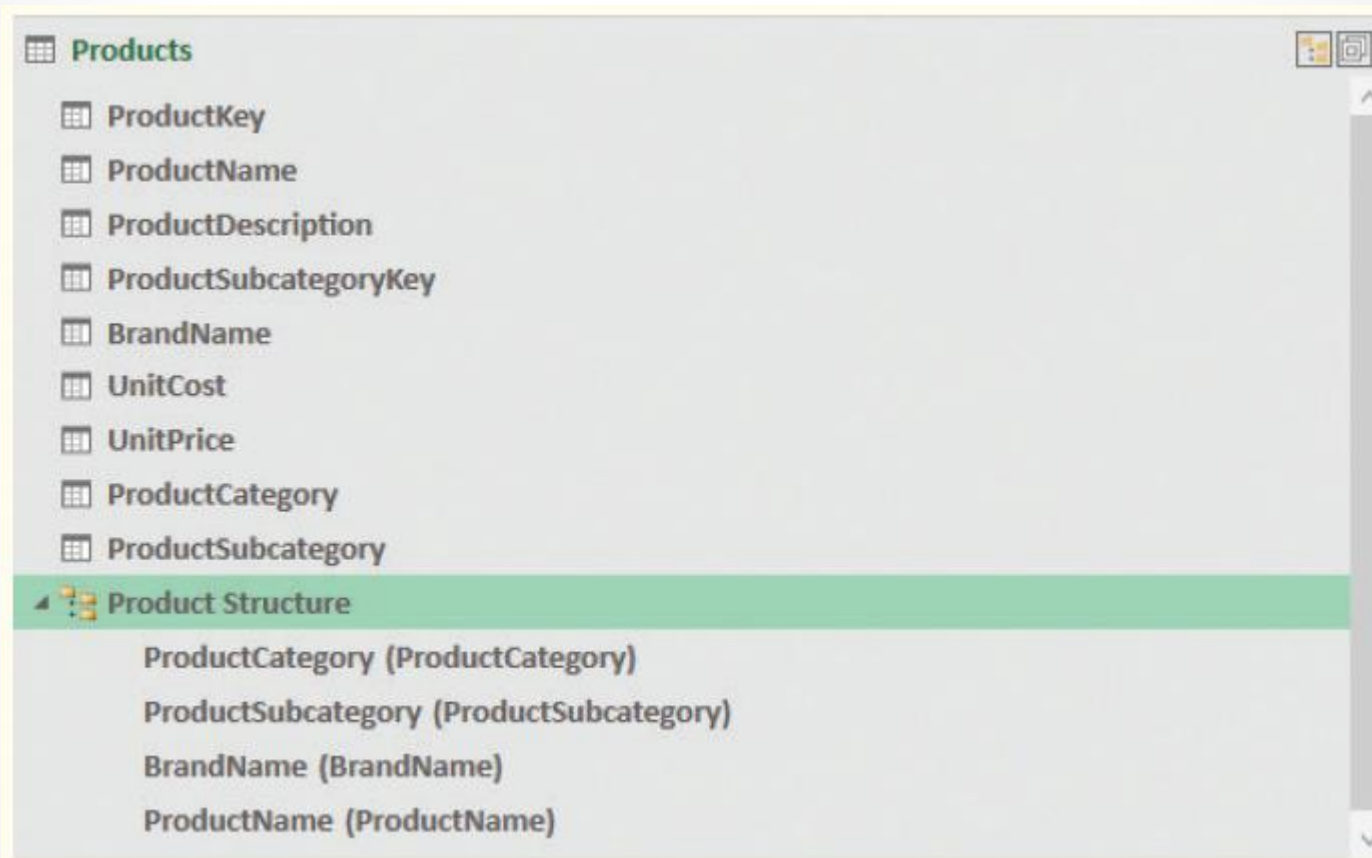 Products
ProductKey
ProductName
ProductDescription
ProductSubcategoryKey
BrandName
UnitCost
UnitPrice
ProductCategory
ProductSubcategory
Product Structure
ProductCategory (ProductCategory)
ProductSubcategory (ProductSubcategory)
BrandName (BrandName)
ProductName (ProductName)